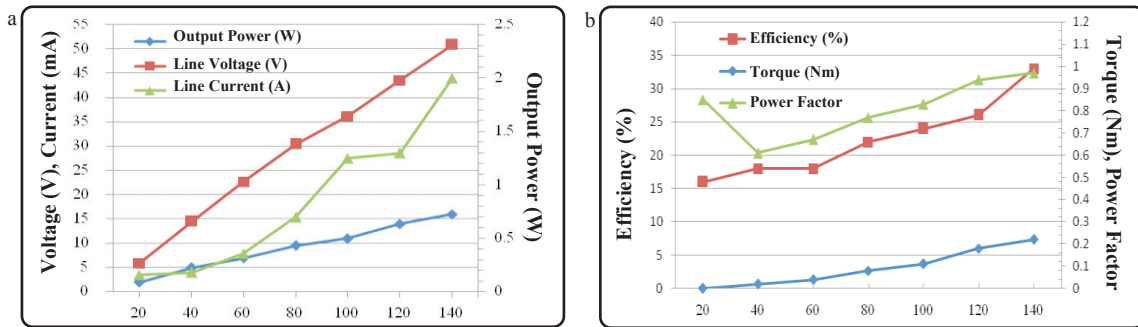 a
55
50
45
40
35
30
25
20
15
10
5
0
Voltage (V), Current (mA)
Output Power (W)
Line Voltage (V)
Line Current (A)
2.5
2
1.5
1
0.5
0
Output Power (W)
20 40 60 80 100 120 140
b
40
35
30
25
20
15
10
5
0
Efficiency (%)
Efficiency (%)
Torque (Nm)
Power Factor
1.2
1.1
1
0.9
0.8
0.7
0.6
0.5
0.4
0.3
0.2
0.1
0
Torque (Nm), Power Factor
20 40 60 80 100 120 140